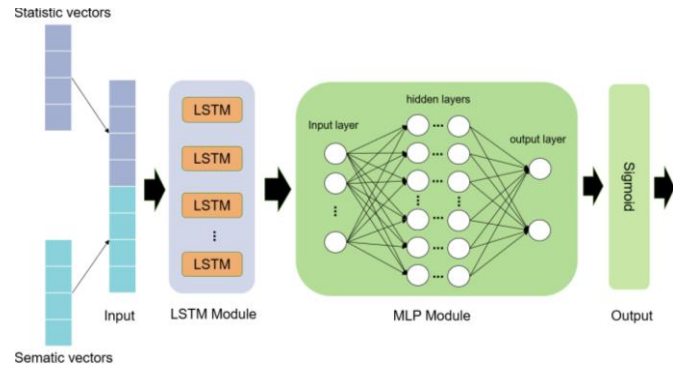 Statistic vectors
Sematic vectors
Input
LSTM
LSTM
LSTM
LSTM
LSTM Module
Input layer
hidden layers
output layer
MLP Module
Sigmoid
Output